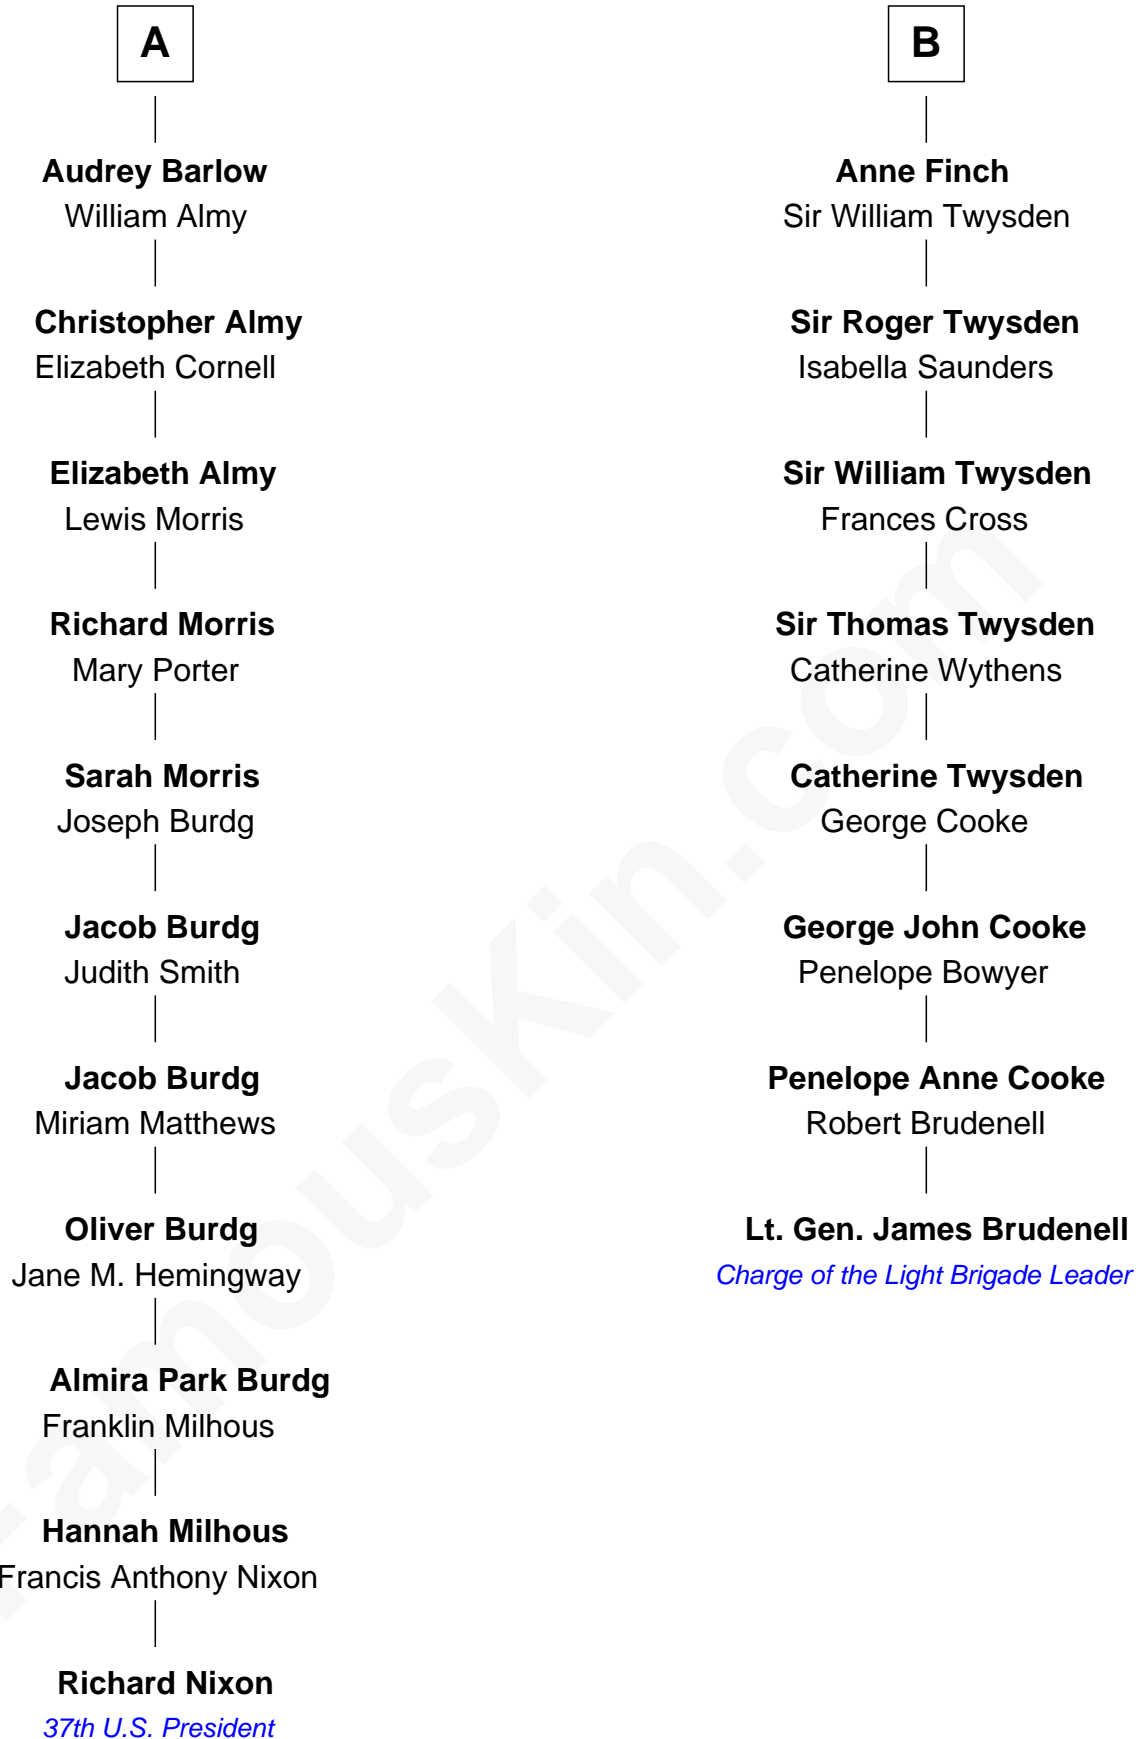 A
Audrey Barlow
William Almy
Christopher Almy
Elizabeth Cornell
Elizabeth Almy
Lewis Morris
Richard Morris
Mary Porter
Sarah Morris
Joseph Burdg
Jacob Burdg
Judith Smith
Jacob Burdg
Miriam Matthews
Oliver Burdg
Jane M. Hemingway
Almira Park Burdg
Franklin Milhous
Hannah Milhous
Francis Anthony Nixon
Richard Nixon
37th U.S. President
B
Anne Finch
Sir William Twysden
Sir Roger Twysden
Isabella Saunders
Sir William Twysden
Frances Cross
Sir Thomas Twysden
Catherine Wythens
Catherine Twysden
George Cooke
George John Cooke
Penelope Bowyer
Penelope Anne Cooke
Robert Brudenell
Lt. Gen. James Brudenell
Charge of the Light Brigade Leader
FamousKin.com